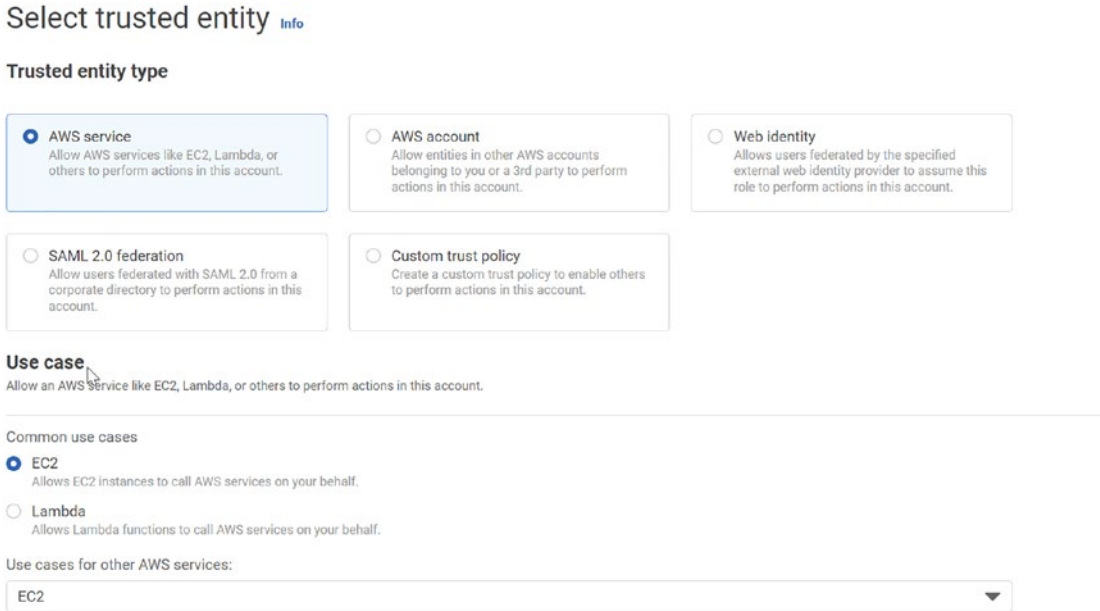 Select trusted entity Info
Trusted entity type
AWS service
Allow AWS services like EC2, Lambda, or
others to perform actions in this account.
AWS account
Allow entities in other AWS accounts
belonging to you or a 3rd party to perform
actions in this account.
Web identity
Allows users federated by the specified
external web identity provider to assume this
role to perform actions in this account.
SAML 2.0 federation
Allow users federated with SAML 2.0 from a
corporate directory to perform actions in this
account.
Custom trust policy
Create a custom trust policy to enable others
to perform actions in this account.
Use case
Allow an AWS service like EC2, Lambda, or others to perform actions in this account.
Common use cases
EC2
Allows EC2 instances to call AWS services on your behalf.
Lambda
Allows Lambda functions to call AWS services on your behalf.
Use cases for other AWS services:
EC2